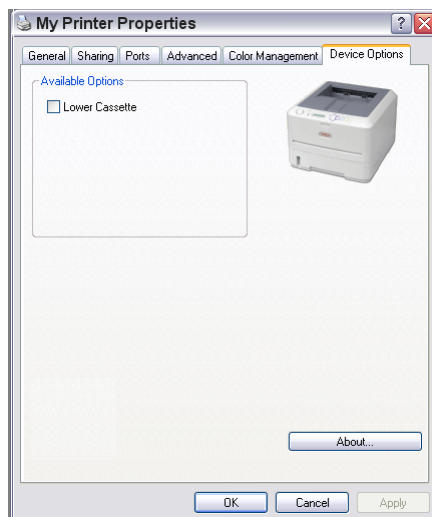 My Printer Properties
General Sharing Ports Advanced Color Management Device Options
Available Options
Lower Cassette
About...
OK Cancel Apply